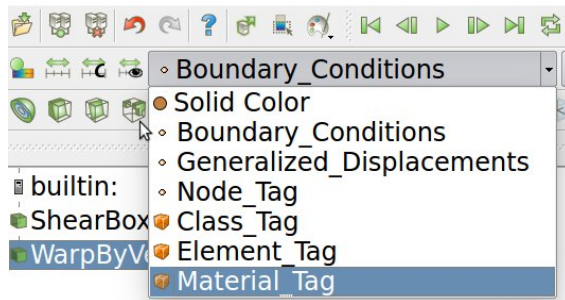 Boundary_Conditions
Solid Color
Boundary_Conditions
Generalized_Displacements
builtin:
Node_Tag
ShearBox
Class_Tag
WarpByVe
Element_Tag
Material_Tag